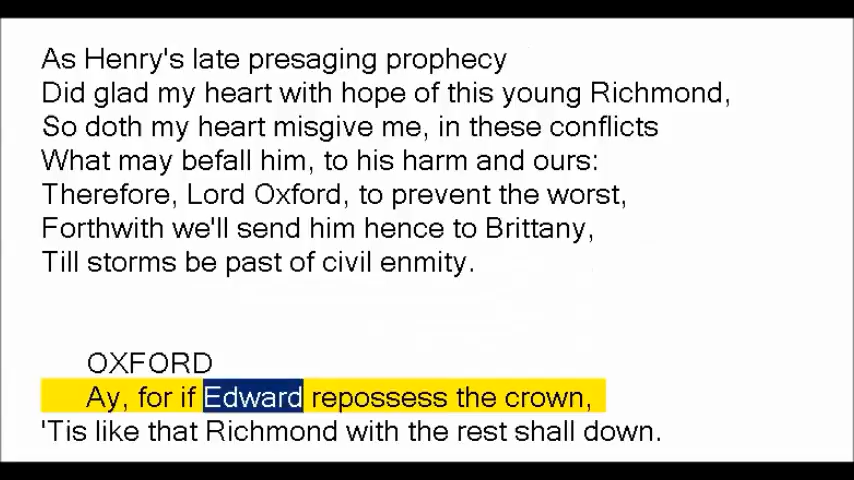 As Henry's late presaging prophecy
Did glad my heart with hope of this young Richmond,
So doth my heart misgive me, in these conflicts
What may befall him, to his harm and ours:
Therefore, Lord Oxford, to prevent the worst,
Forthwith we'll send him hence to Brittany,
Till storms be past of civil enmity.
OXFORD
Ay, for if Edward repossess the crown,
'Tis like that Richmond with the rest shall down.